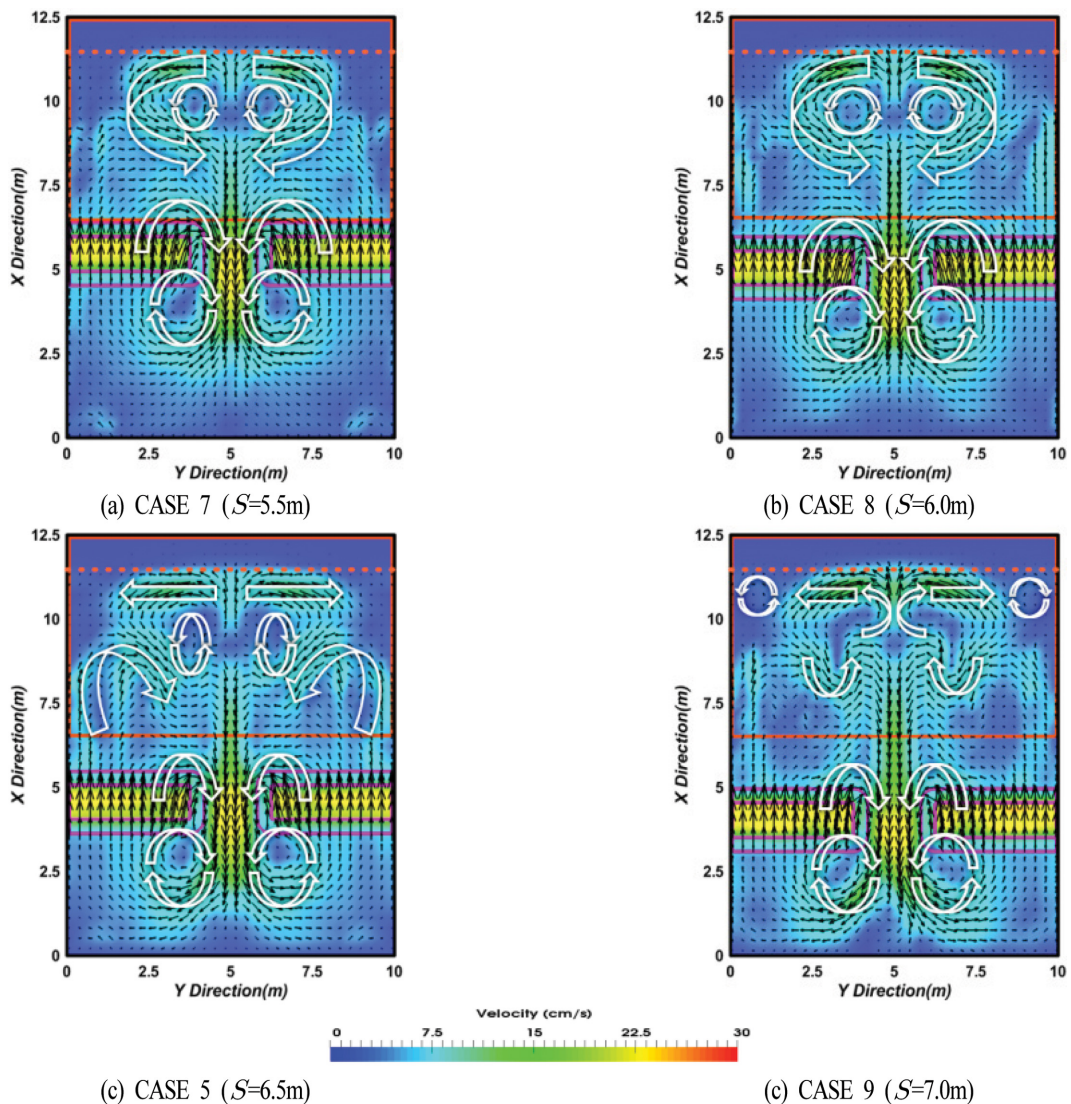 12.5
10
7.5
5
2.5
0
X Direction(m)
0 2.5 5 7.5 10
Y Direction(m)
(a) CASE 7 (S=5.5m)
12.5
10
7.5
5
2.5
0
X Direction(m)
0 2.5 5 7.5 10
Y Direction(m)
(b) CASE 8 (S=6.0m)
12.5
10
7.5
5
2.5
0
X Direction(m)
0 2.5 5 7.5 10
Y Direction(m)
12.5
10
7.5
5
2.5
0
X Direction(m)
0 2.5 5 7.5 10
Y Direction(m)
Velocity (cm/s)
0 7.5 15 22.5 30
(c) CASE 5 (S=6.5m)
(c) CASE 9 (S=7.0m)